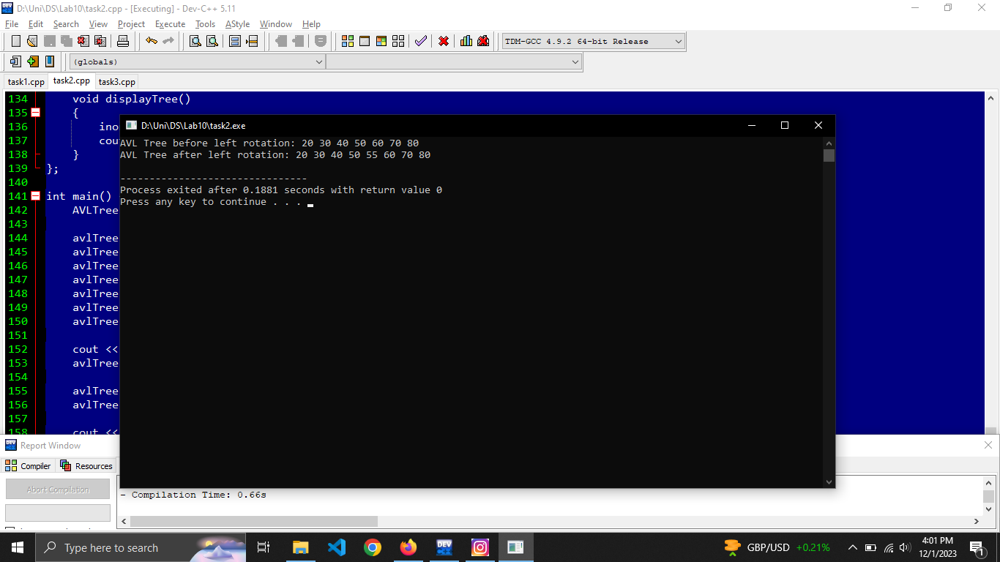 D:\Uni\DS\Lab10\task2.cpp - [Executing] - Dev-C++ 5.11
File Edit Search View Project Execute Tools AStyle Window Help
TDM-GCC 4.9.2 64-bit Release
(globals)
task1.cpp task2.cpp task3.cpp
134 void displayTree()
135 {
136 ino
137 cou
138 }
139 };
140
141 int main()
142 AVLTree
143
144 avlTree
145 avlTree
146 avlTree
147 avlTree
148 avlTree
149 avlTree
150 avlTree
151
152 cout <<
153 avlTree
154
155 avlTree
156 avlTree
157
158 cout <<
D:\Uni\DS\Lab10\task2.exe
AVL Tree before left rotation: 20 30 40 50 60 70 80
AVL Tree after left rotation: 20 30 40 50 55 60 70 80
--------------------------------
Process exited after 0.1881 seconds with return value 0
Press any key to continue . . .
DEV Report Window
Compiler Resources
Abort Compilation
- Compilation Time: 0.66s
Type here to search
DEV
GBP/USD +0.21%
4:01 PM
12/1/2023
1